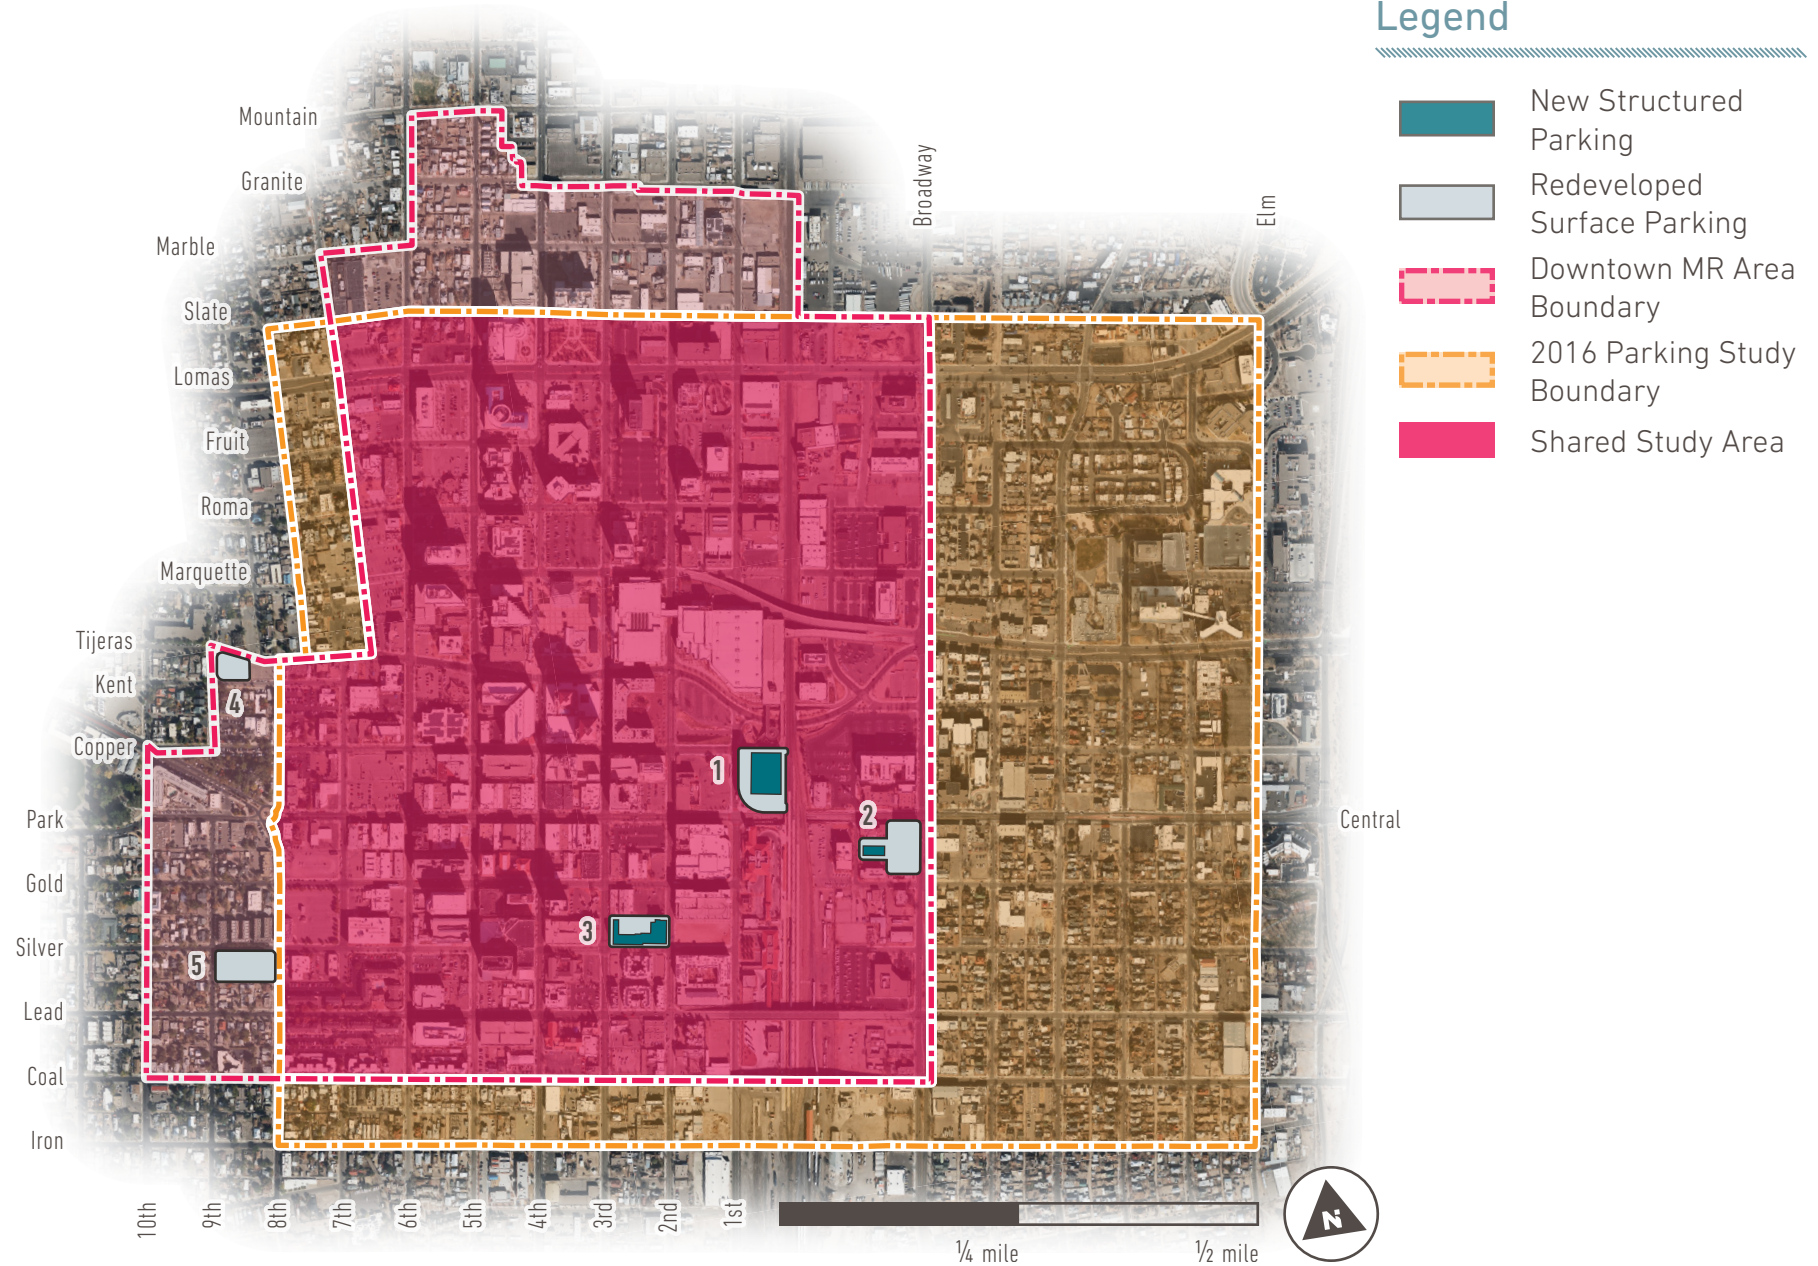 Legend
New Structured
Parking
Redeveloped
Surface Parking
Downtown MR Area
Boundary
2016 Parking Study
Boundary
Shared Study Area
Mountain
Granite
Marble
Slate
Lomas
Fruit
Roma
Marquette
Tijeras
Kent
Copper
Park
Gold
Silver
Lead
Coal
Iron
Broadway
Elm
Central
1
2
3
4
5
10th
9th
8th
7th
6th
5th
4th
3rd
2nd
1st
¼ mile
½ mile
N